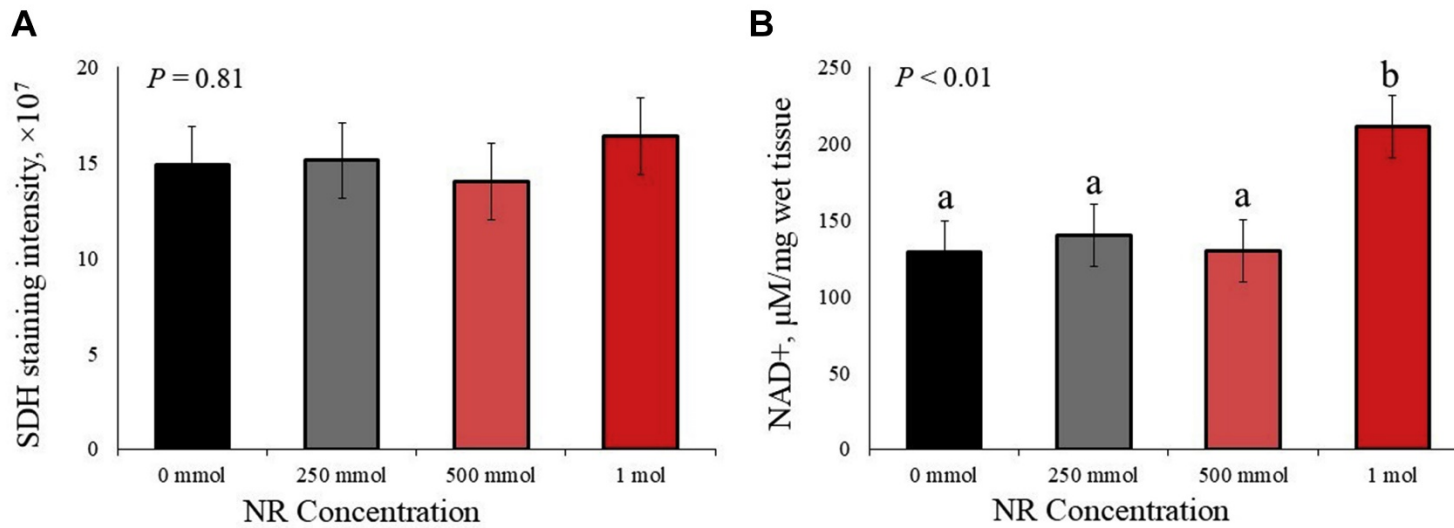 A
P = 0.81
SDH staining intensity, ×10⁷
20
15
10
5
0
0 mmol 250 mmol 500 mmol 1 mol
NR Concentration
B
P < 0.01
NAD+, μM/mg wet tissue
250
200
150
100
50
0
a a a b
0 mmol 250 mmol 500 mmol 1 mol
NR Concentration